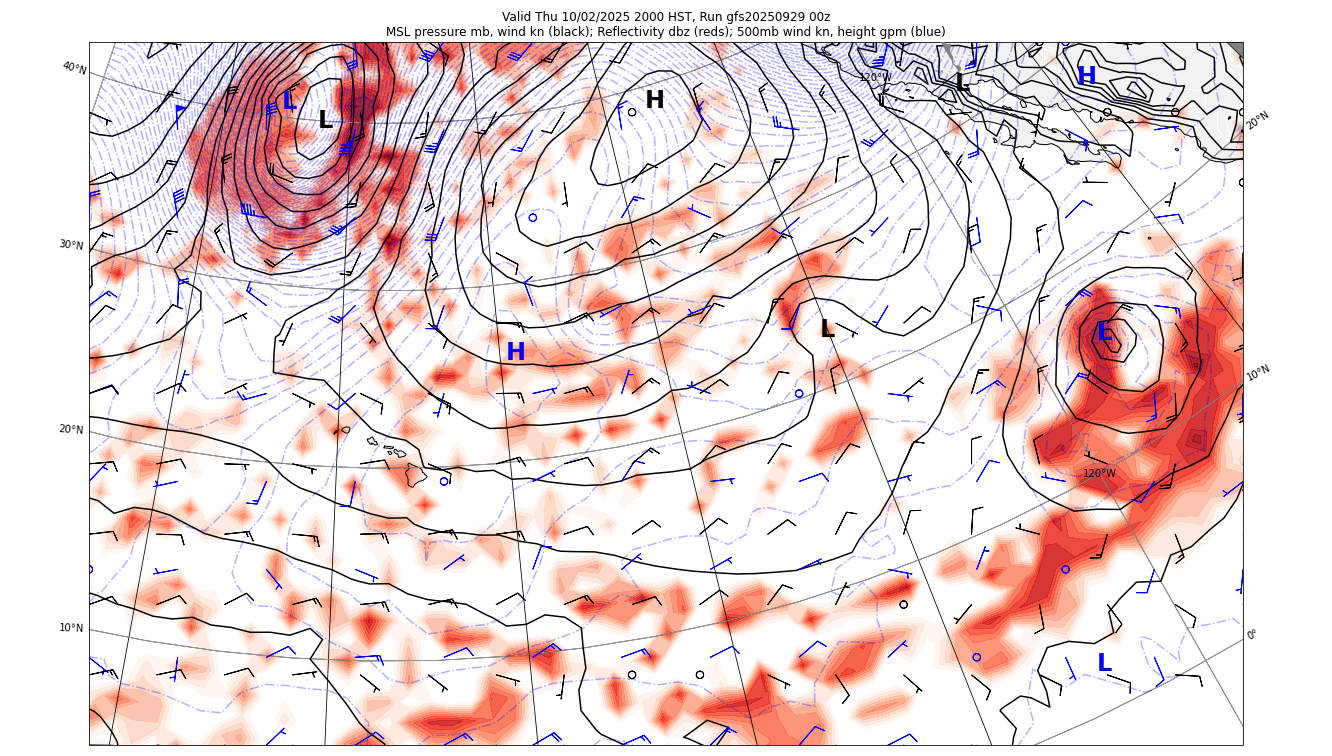 Valid Thu 10/02/2025 2000 HST, Run gfs20250929 00z
MSL pressure mb, wind kn (black); Reflectivity dbz (reds); 500mb wind kn, height gpm (blue)
40°N
120°W
L
H
L
H
L
20°N
30°N
L
L
H
10°N
20°N
120°W
10°N
0°
L